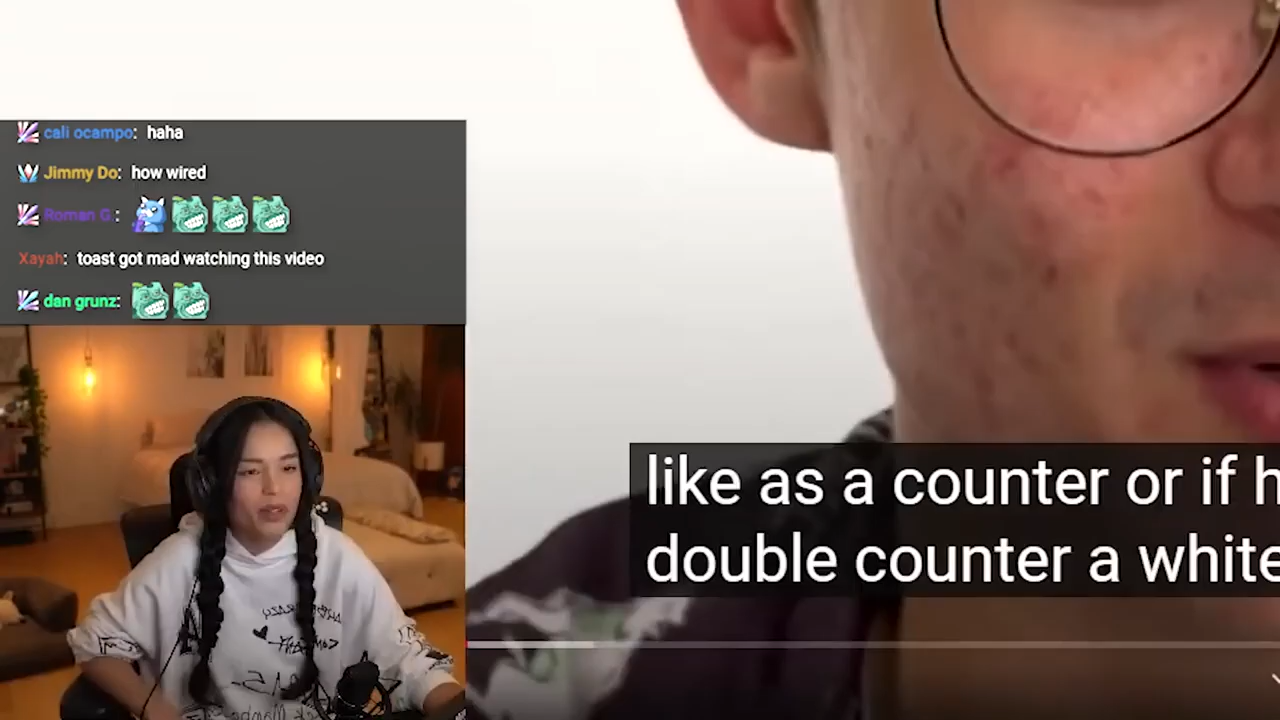 cali ocampo: haha
Jimmy Do: how wired
Roman G: 
Xayah: toast got mad watching this video
dan grunz:
like as a counter or if h
double counter a white